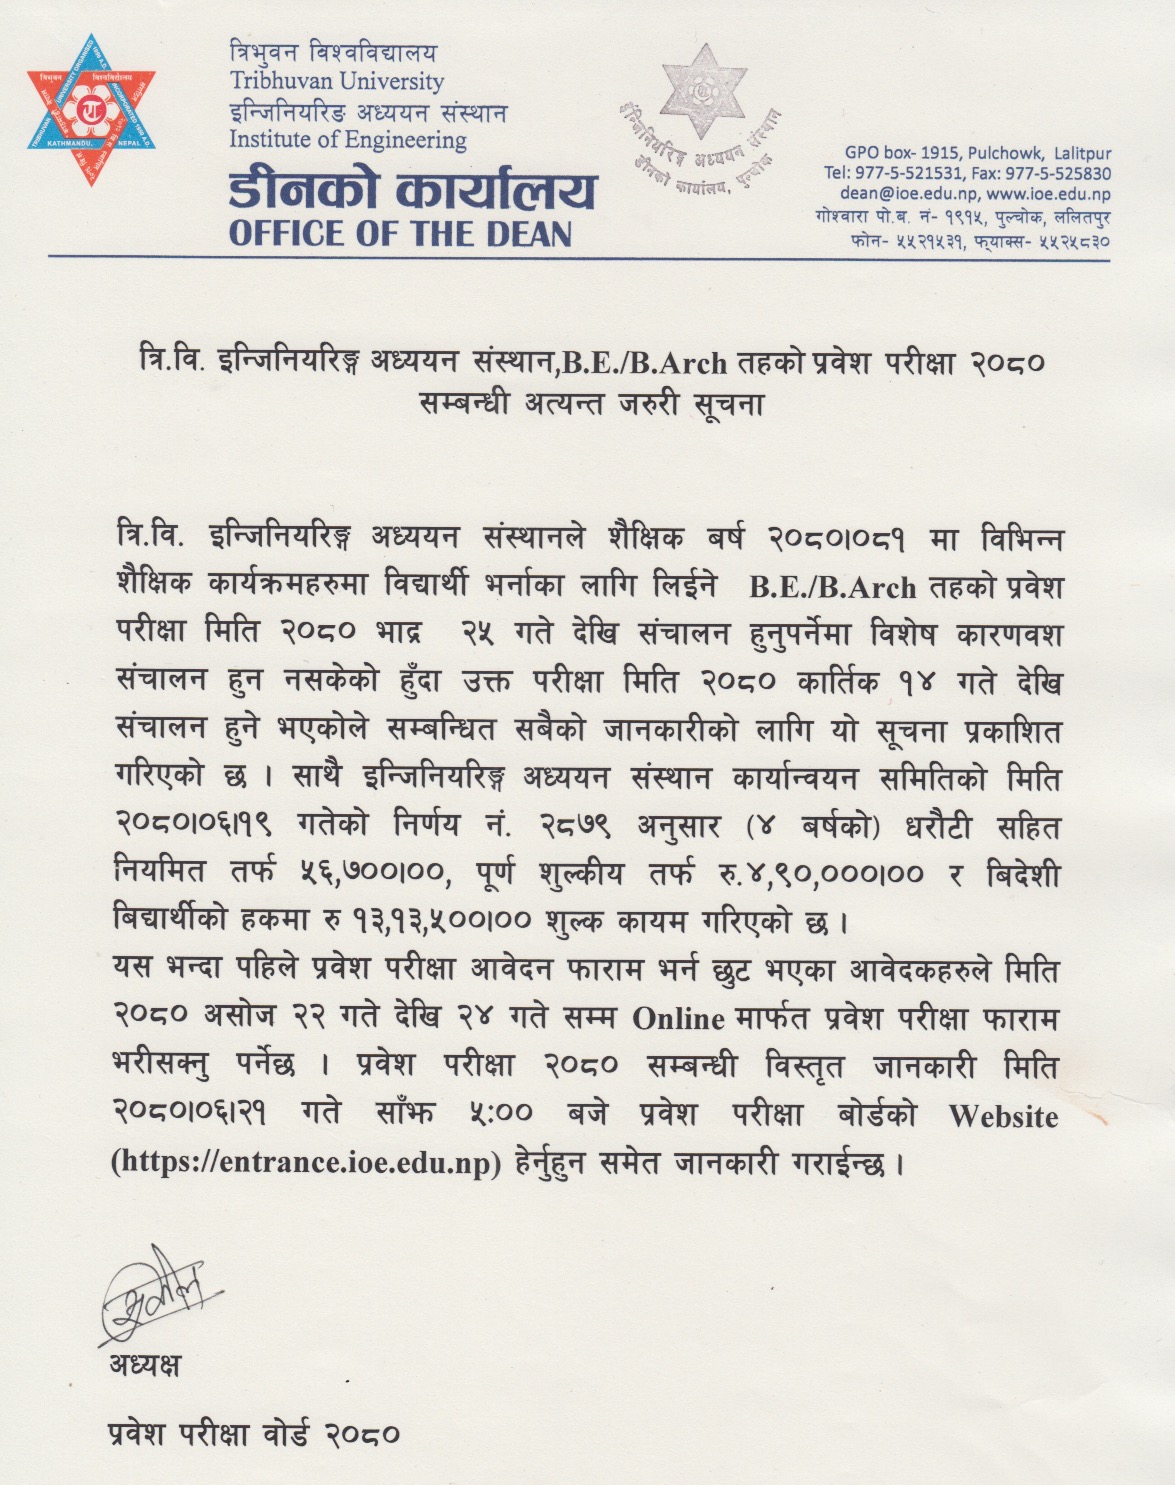 त्रिभुवन विश्वविद्यालय
Tribhuvan University
इन्जिनियरिङ अध्ययन संस्थान
Institute of Engineering
डीनको कार्यालय
OFFICE OF THE DEAN
इन्जिनियरिङ्ग अध्ययन संस्थान
डीनको कार्यालय, पुल्चोक
GPO box- 1915, Pulchowk, Lalitpur
Tel: 977-5-521531, Fax: 977-5-525830
dean@ioe.edu.np, www.ioe.edu.np
गोश्वारा पो.ब. नं- १९१५, पुल्चोक, ललितपुर
फोन- ५५२१५३१, फ्याक्स- ५५२५८३०
त्रि.वि. इन्जिनियरिङ्ग अध्ययन संस्थान,B.E./B.Arch तहको प्रवेश परीक्षा २०८०
सम्बन्धी अत्यन्त जरुरी सूचना
त्रि.वि. इन्जिनियरिङ्ग अध्ययन संस्थानले शैक्षिक बर्ष २०८०।०८१ मा विभिन्न
शैक्षिक कार्यक्रमहरुमा विद्यार्थी भर्नाका लागि लिईने B.E./B.Arch तहको प्रवेश
परीक्षा मिति २०८० भाद्र २५ गते देखि संचालन हुनुपर्नेमा विशेष कारणवश
संचालन हुन नसकेको हुँदा उक्त परीक्षा मिति २०८० कार्तिक १४ गते देखि
संचालन हुने भएकोले सम्बन्धित सबैको जानकारीको लागि यो सूचना प्रकाशित
गरिएको छ । साथै इन्जिनियरिङ्ग अध्ययन संस्थान कार्यान्वयन समितिको मिति
२०८०।०६।१९ गतेको निर्णय नं. २८७९ अनुसार (४ बर्षको) धरौटी सहित
नियमित तर्फ ५६,७००।००, पूर्ण शुल्कीय तर्फ रु.४,९०,०००।०० र बिदेशी
बिद्यार्थीको हकमा रु १३,१३,५००।०० शुल्क कायम गरिएको छ ।
यस भन्दा पहिले प्रवेश परीक्षा आवेदन फाराम भर्न छुट भएका आवेदकहरुले मिति
२०८० असोज २२ गते देखि २४ गते सम्म Online मार्फत प्रवेश परीक्षा फाराम
भरीसक्नु पर्नेछ । प्रवेश परीक्षा २०८० सम्बन्धी विस्तृत जानकारी मिति
२०८०।०६।२१ गते साँझ ५:०० बजे प्रवेश परीक्षा बोर्डको Website
(https://entrance.ioe.edu.np) हेर्नुहुन समेत जानकारी गराईन्छ ।
अध्यक्ष
प्रवेश परीक्षा वोर्ड २०८०